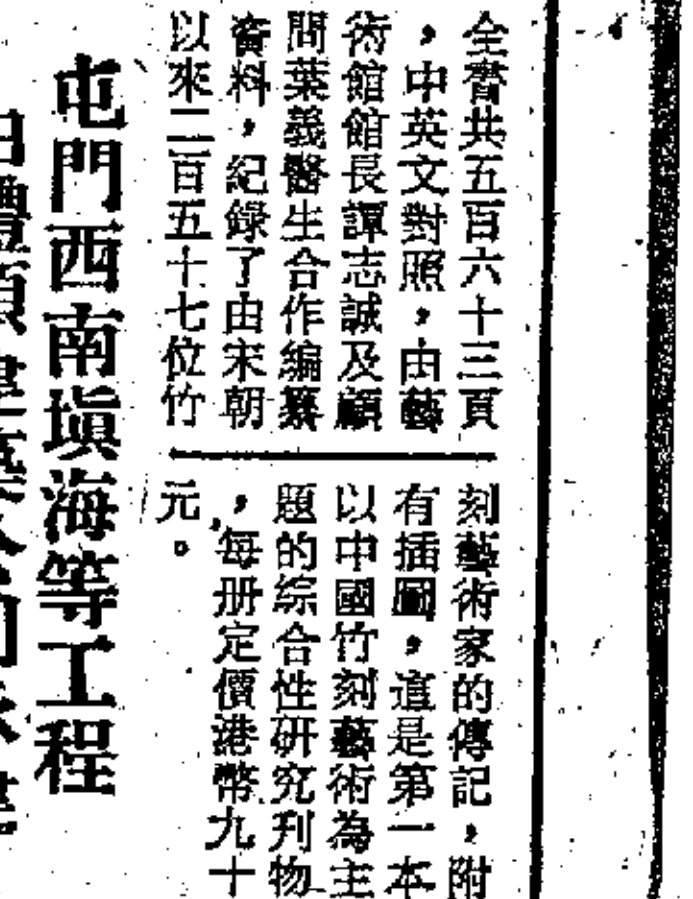 全書共五百六十三頁
，中英文對照，由藝
術館館長譚志誠及顧
問葉義醫生合作編纂
資料，紀錄了由宋朝
以來二百五十七位竹
刻藝術家的傳記，附
有插圖，這是第一本
以中國竹刻藝術為主
題的綜合性研究刋物
，每册定價港幣九十
元。
屯門西南塡海等工程